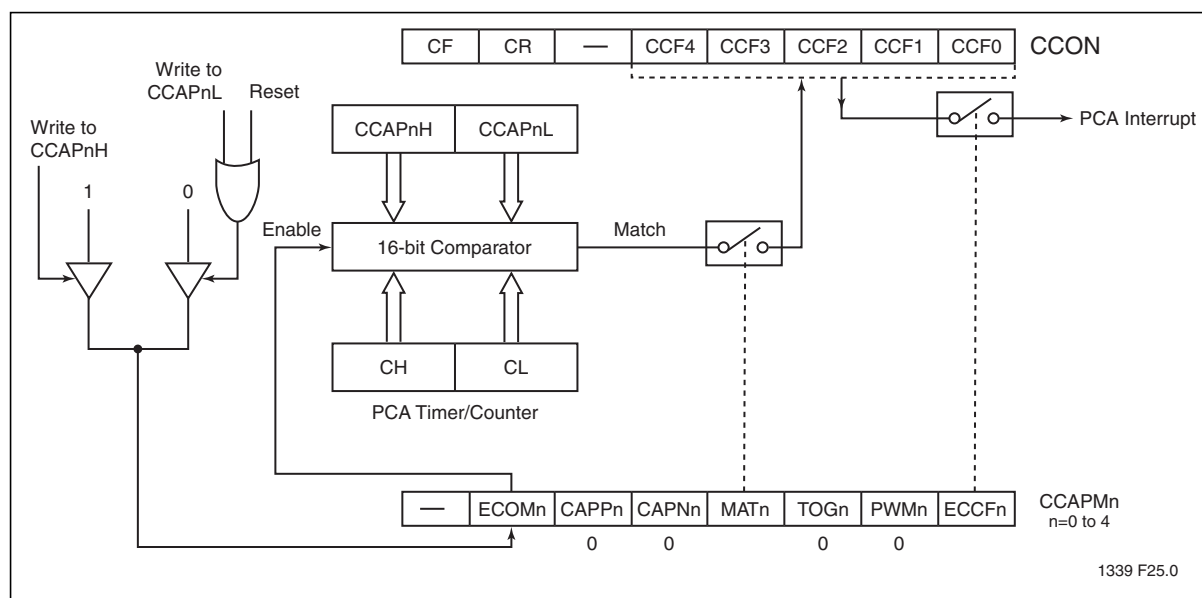 CF CR — CCF4 CCF3 CCF2 CCF1 CCF0 CCON
Write to
CCAPnL
Reset
Write to
CCAPnH
CCAPnH CCAPnL
PCA Interrupt
1 0
Enable
16-bit Comparator
Match
CH CL
PCA Timer/Counter
— ECOMn CAPPn CAPNn MATn TOGn PWMn ECCFn
CCAPMn
n=0 to 4
0 0 0 0
1339 F25.0